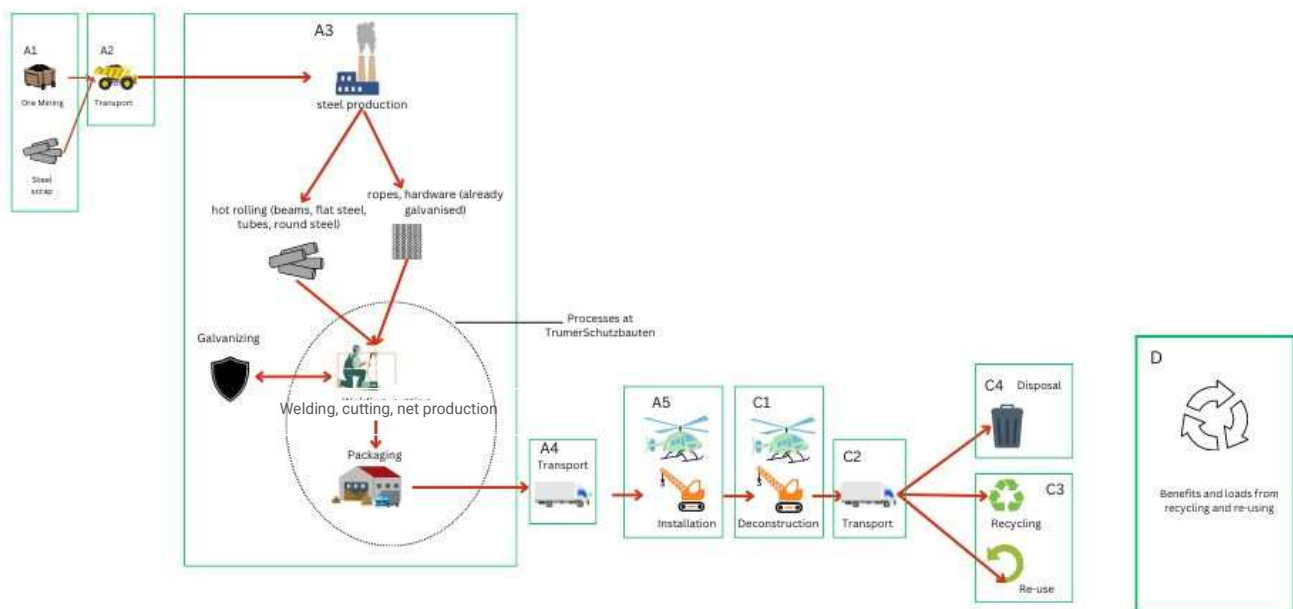 A1
Ore Mining
Steel
scrap
A2
Transport
A3
steel production
hot rolling (beams, flat steel,
tubes, round steel)
ropes, hardware (already
galvanised)
Processes at
TrumerSchutzbauten
Galvanizing
Welding, cutting, net production
Packaging
A4
Transport
A5
Installation
C1
Deconstruction
C2
Transport
C4
Disposal
C3
Recycling
Re-use
D
Benefits and loads from
recycling and re-using